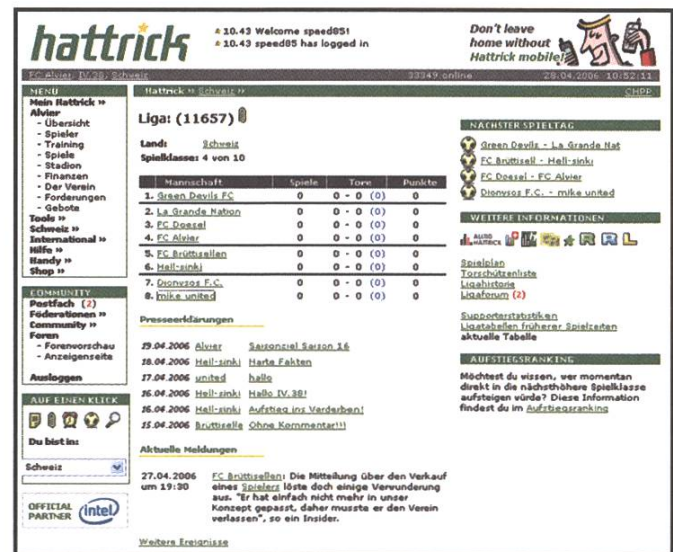 hattrick
10.43 Welcome speed85!
10.43 speed85 has logged in
Don't leave
home without
Hattrick mobile!
FC Alvier, IV.38, Schweiz
33349 online
28.04.2006 10:52:11
MENÜ
Mein Hattrick »
Alvier
- Übersicht
- Spieler
- Training
- Spiele
- Stadion
- Finanzen
- Der Verein
- Forderungen
- Gebote
Tools »
Schweiz »
International »
Hilfe »
Handy »
Shop »
COMMUNITY
Postfach (2)
Föderationen »
Community »
Foren
- Forenvorschau
- Anzeigenseite
Ausloggen
AUF EINEN KLICK
Du bist in:
Schweiz
OFFICIAL
PARTNER
intel
Hattrick » Schweiz »
CHPP
Liga: (11657)
Land: Schweiz
Spielklasse: 4 von 10
Mannschaft Spiele Tore Punkte
1. Green Devils FC 0 0 - 0 (0) 0
2. La Grande Nation 0 0 - 0 (0) 0
3. FC Doesel 0 0 - 0 (0) 0
4. FC Alvier 0 0 - 0 (0) 0
5. FC Brüttisellen 0 0 - 0 (0) 0
6. Hell-sinki 0 0 - 0 (0) 0
7. Dionysos F.C. 0 0 - 0 (0) 0
8. mike united 0 0 - 0 (0) 0
Presseerklärungen
19.04.2006 Alvier Saisonziel Saison 16
18.04.2006 Hell-sinki Harte Fakten
17.04.2006 united hallo
16.04.2006 Hell-sinki Hallo IV.38!
16.04.2006 Hell-sinki Aufstieg ins Verderben!
15.04.2006 Brüttiselle Ohne Kommentar!!!
Aktuelle Meldungen
27.04.2006 FC Brüttisellen: Die Mitteilung über den Verkauf
um 19:30 eines Spielers löste doch einige Verwunderung
aus. "Er hat einfach nicht mehr in unser
Konzept gepasst, daher musste er den Verein
verlassen", so ein Insider.
Weitere Ereignisse
NÄCHSTER SPIELTAG
Green Devils - La Grande Nat
FC Brüttisell - Hell-sinki
FC Doesel - FC Alvier
Dionysos F.C. - mike united
WEITERE INFORMATIONEN
ALLTID
HATTRICK
Spielplan
Torschützenliste
Ligahistorie
Ligaforum (2)
Supporterstatistiken
Ligatabellen früherer Spielzeiten
aktuelle Tabelle
AUFSTIEGSRANKING
Möchtest du wissen, wer momentan
direkt in die nächsthöhere Spielklasse
aufsteigen würde? Diese Information
findest du im Aufstiegsranking